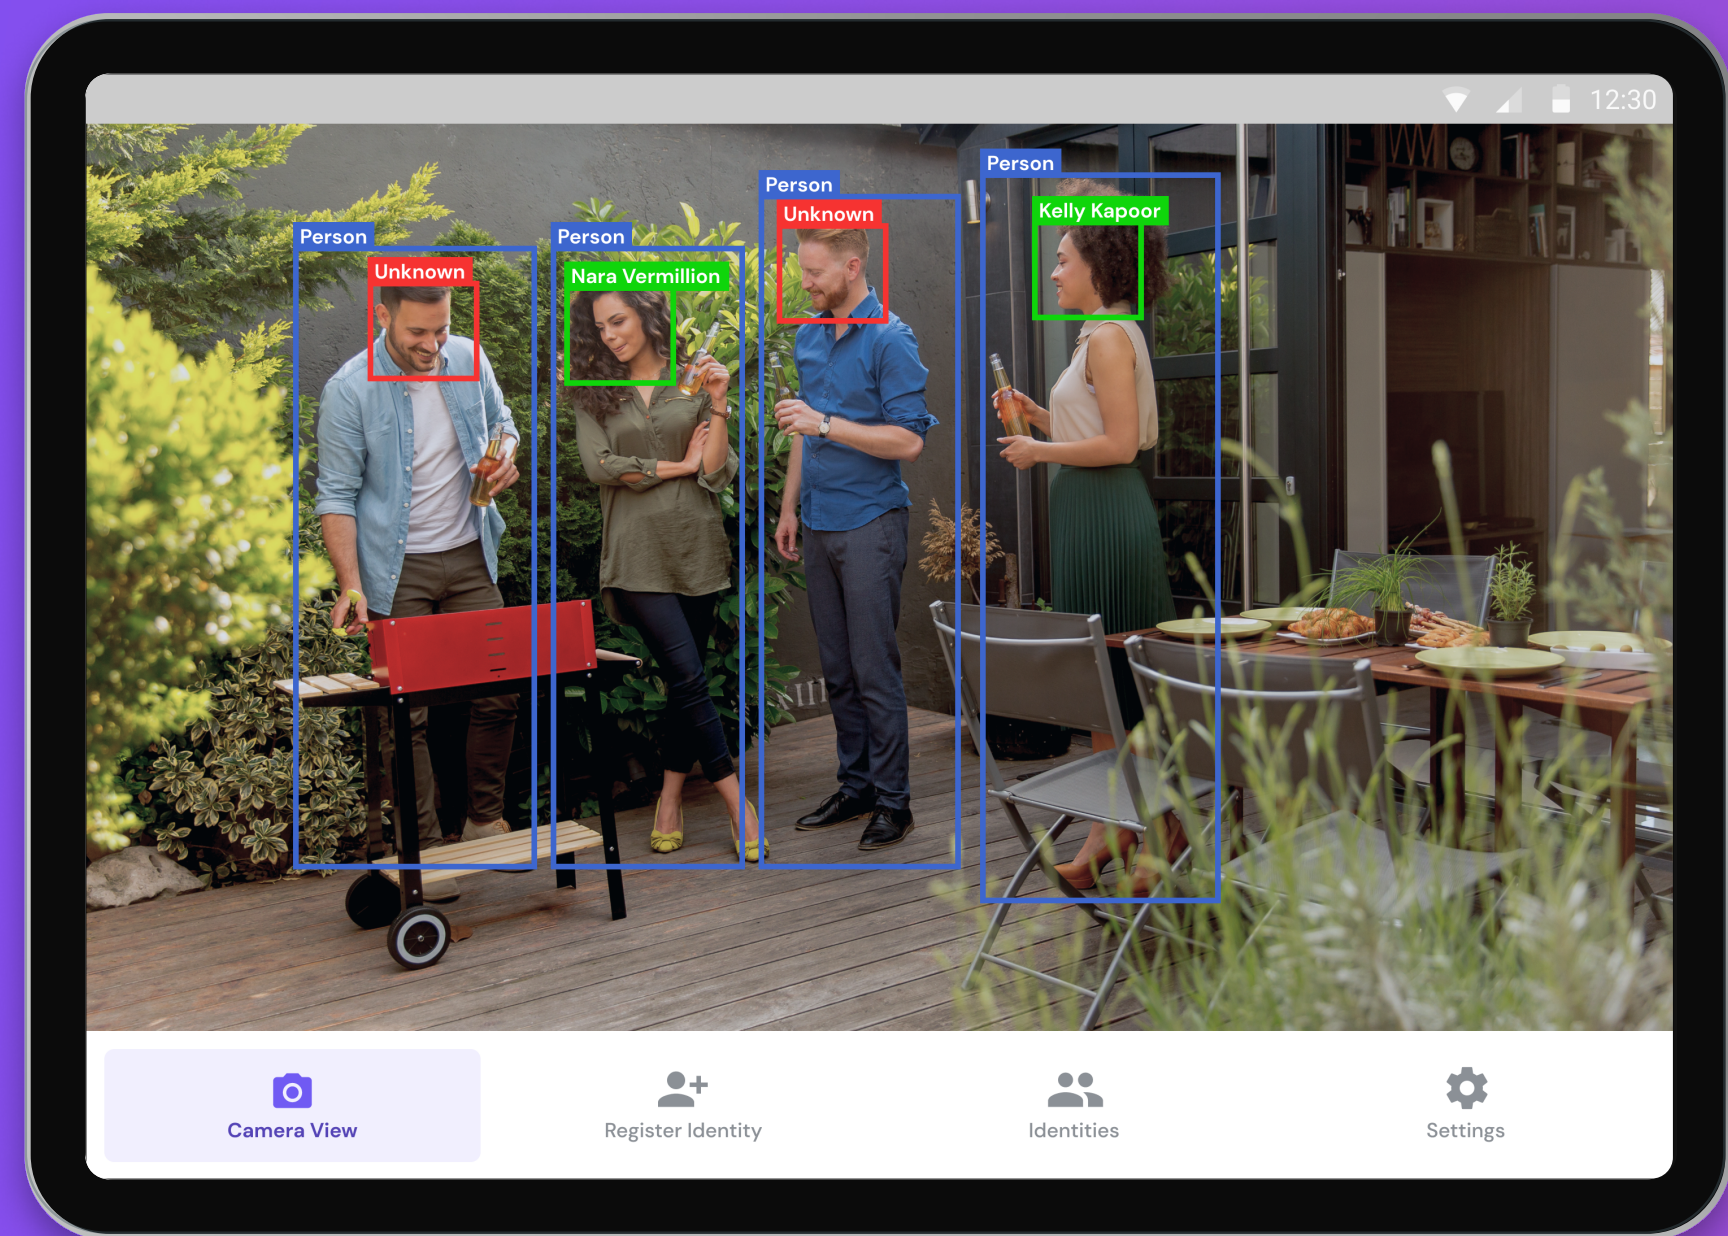 12:30
Person
Person
Person
Person
Unknown
Kelly Kapoor
Unknown
Nara Vermillion
Camera View
Register Identity
Identities
Settings